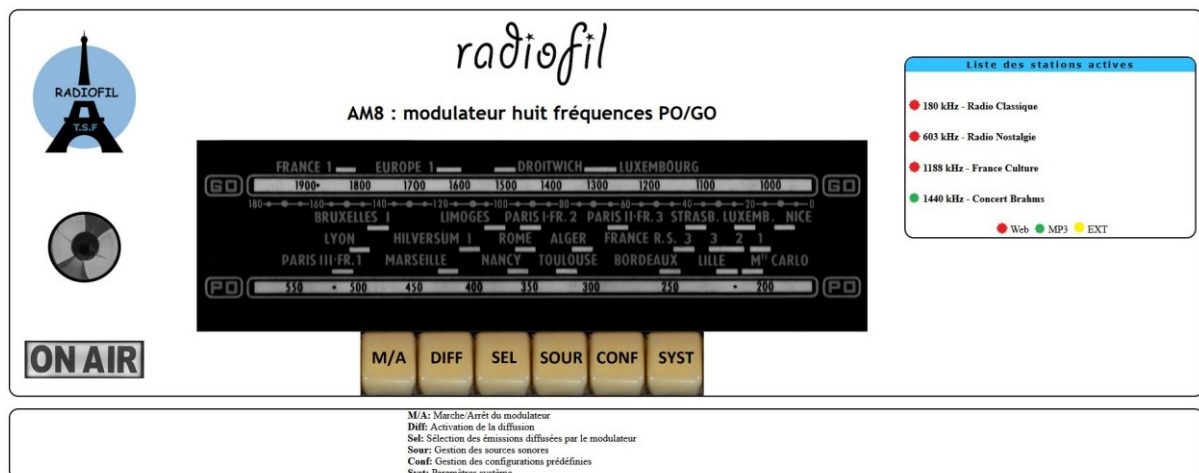 radiofil
RADIOFIL
T.S.F
AM8 : modulateur huit fréquences PO/GO
FRANCE 1 EUROPE 1 DROITWICH LUXEMBOURG
GO 1900 1800 1700 1600 1500 1400 1300 1200 1100 1000 GO
180 160 140 120 100 80 60 40 20 0
BRUXELLES I LIMOGES PARIS I-FR. 2 PARIS II-FR. 3 STRASB. LUXEMB. NICE
LYON HILVERSUM I ROME ALGER FRANCE R.S. 3 3 2 1
PARIS III-FR.1 MARSEILLE NANCY TOULOUSE BORDEAUX LILLE Mᵗᴱ CARLO
PO 550 500 450 400 350 300 250 200 PO
M/A DIFF SEL SOUR CONF SYST
ON AIR
Liste des stations actives
180 kHz - Radio Classique
603 kHz - Radio Nostalgie
1188 kHz - France Culture
1440 kHz - Concert Brahms
Web MP3 EXT
M/A: Marche/Arrêt du modulateur
Diff: Activation de la diffusion
Sel: Sélection des émissions diffusées par le modulateur
Sour: Gestion des sources sonores
Conf: Gestion des configurations prédéfinies
Syst: Paramètres système